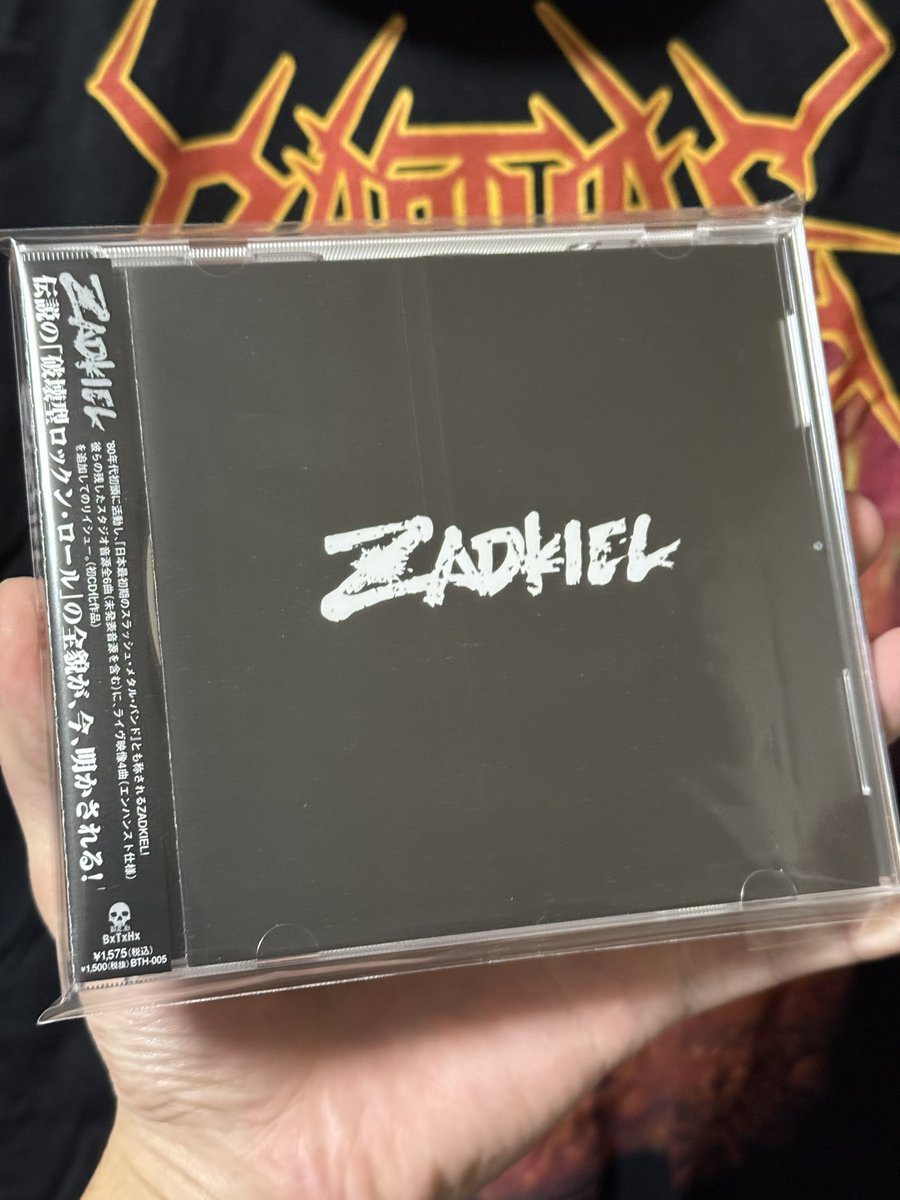 ZADKIEL
伝説の「破壊型ロックン・ロール」の全貌が、今、明かされる!
'80年代初頭に活動し、「日本最初期のスラッシュ・メタル・バンド」とも称されるZADKIEL!
彼らの残したスタジオ音源全6曲(未発表音源を含む)に、ライヴ映像4曲(エンハンスト仕様)
を追加してのリイシュー。(初CD化作品)
BxTxHx
¥1,575(税込)
¥1,500(税抜) BTH-005
ZADKIEL